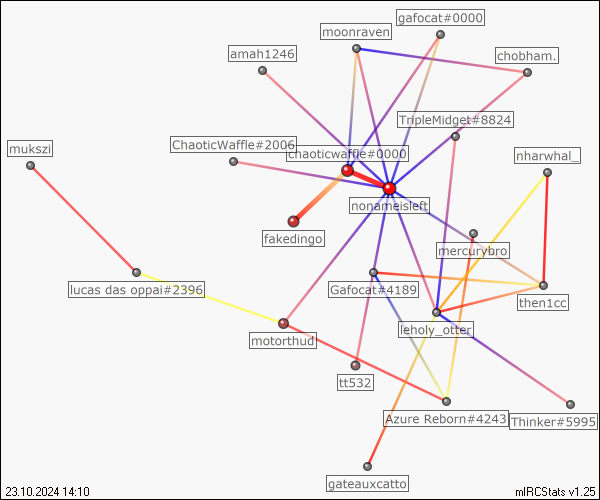 gafocat#0000
moonraven
amah1246
chobham.
TripleMidget#8824
ChaoticWaffle#2006
mukszi
chaoticwaffle#0000
nharwhal_
nonameisleft
fakedingo
mercurybro
lucas das oppai#2396
Gafocat#4189
then1cc
leholy_otter
motorthud
tt532
Azure Reborn#4243
Thinker#5995
gateauxcatto
23.10.2024 14:10
mIRCStats v1.25